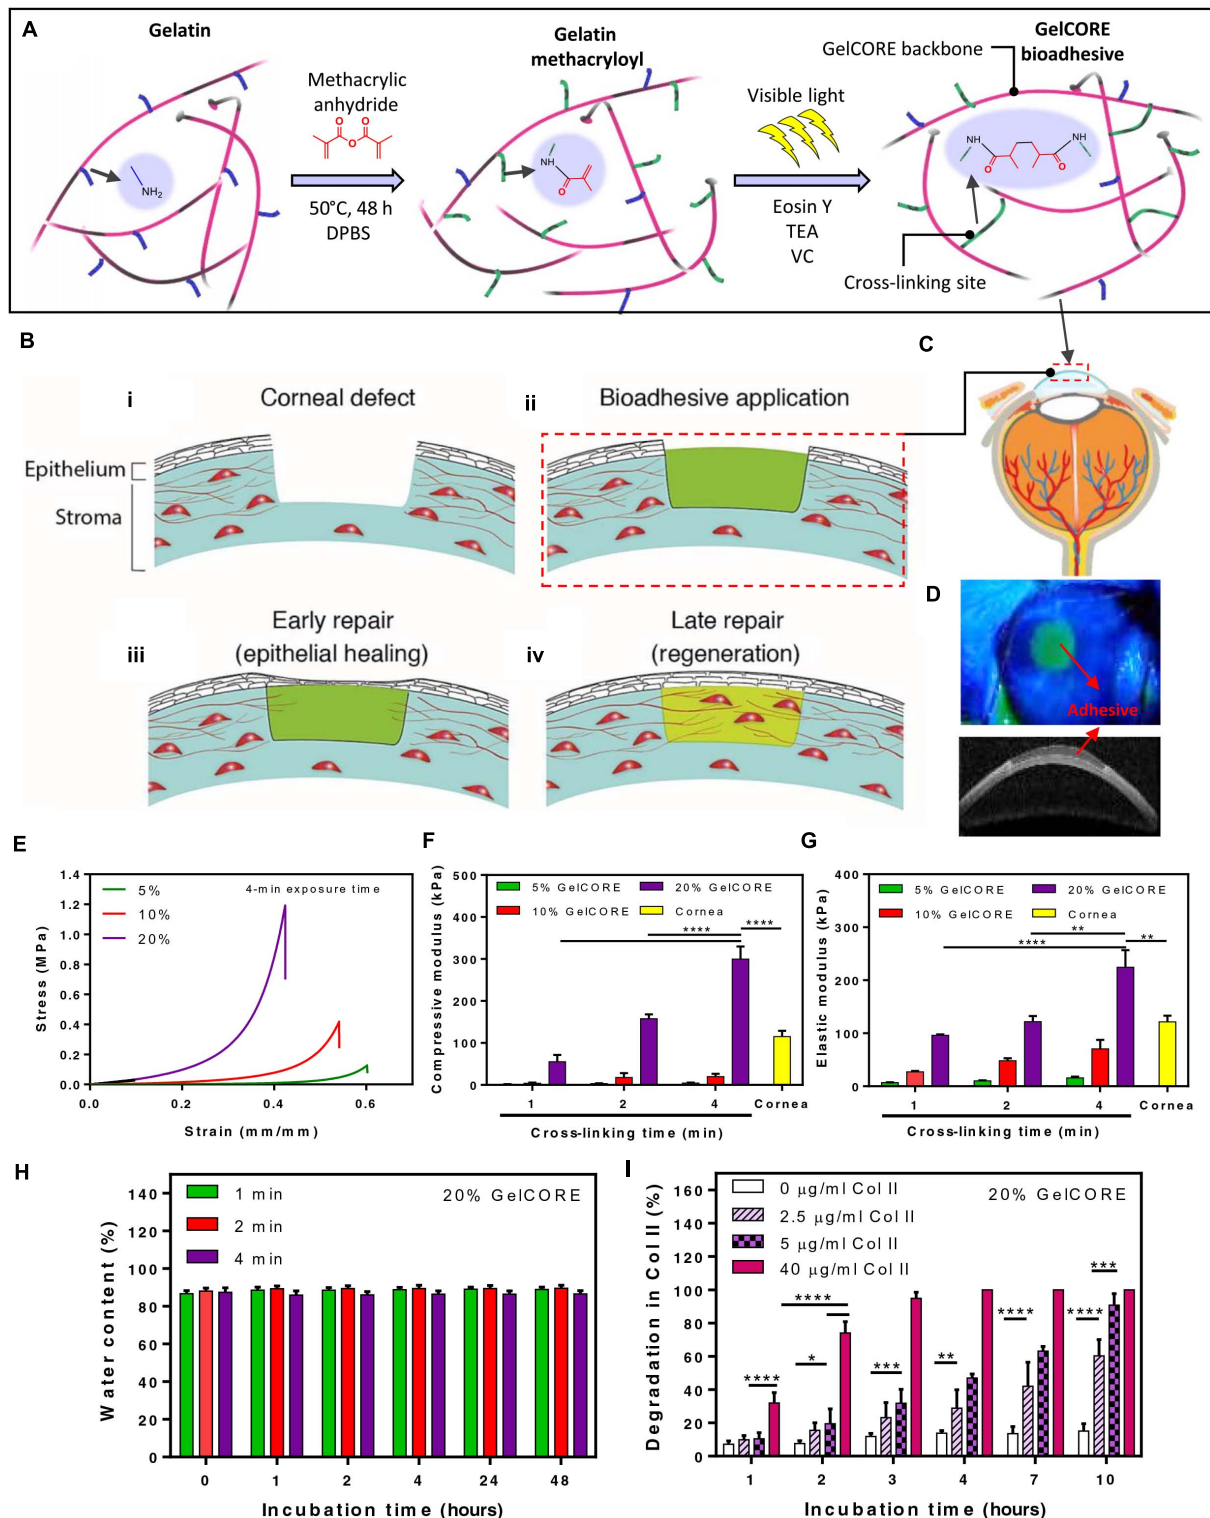 A
Gelatin
NH2
Methacrylic
anhydride
O O
O
50°C, 48 h
DPBS
Gelatin
methacryloyl
NH
O
Visible light
Eosin Y
TEA
VC
GelCORE backbone
GelCORE
bioadhesive
NH
O
O
NH
Cross-linking site
B
i
Corneal defect
Epithelium
Stroma
ii
Bioadhesive application
iii
Early repair
(epithelial healing)
iv
Late repair
(regeneration)
C
D
Adhesive
E
Stress (MPa)
1.4
1.2
1.0
0.8
0.6
0.4
0.2
0.0
5%
10%
20%
4-min exposure time
0.0 0.2 0.4 0.6
Strain (mm/mm)
F
Compressive modulus (kPa)
500
400
300
200
100
0
5% GelCORE
20% GelCORE
10% GelCORE
Cornea
**** ****
1 2 4 Cornea
Cross-linking time (min)
G
Elastic modulus (kPa)
400
300
200
100
0
5% GelCORE
20% GelCORE
10% GelCORE
Cornea
**
**** **
1 2 4 Cornea
Cross-linking time (min)
H
Water content (%)
140
120
100
80
60
40
20
0
1 min
2 min
4 min
20% GelCORE
0 1 2 4 24 48
Incubation time (hours)
I
Degradation in Col II (%)
160
140
120
100
80
60
40
20
0
0 μg/ml Col II
2.5 μg/ml Col II
5 μg/ml Col II
40 μg/ml Col II
20% GelCORE
****
*
****
***
**
****
****
***
1 2 3 4 7 10
Incubation time (hours)